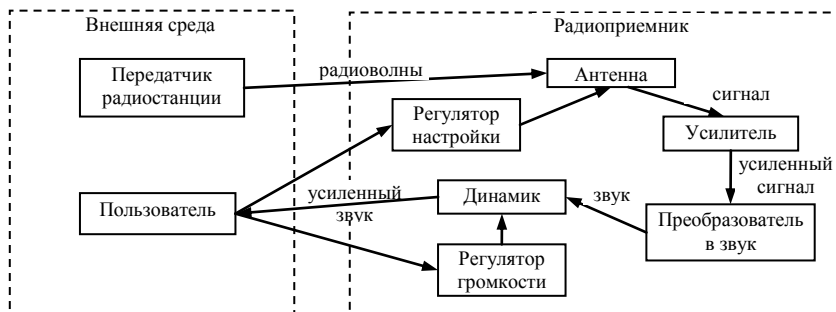 Внешняя среда
Радиоприемник
Передатчик
радиостанции
радиоволны
Антенна
сигнал
Регулятор
настройки
Усилитель
усиленный
сигнал
Пользователь
усиленный
звук
Динамик
звук
Преобразователь
в звук
Регулятор
громкости